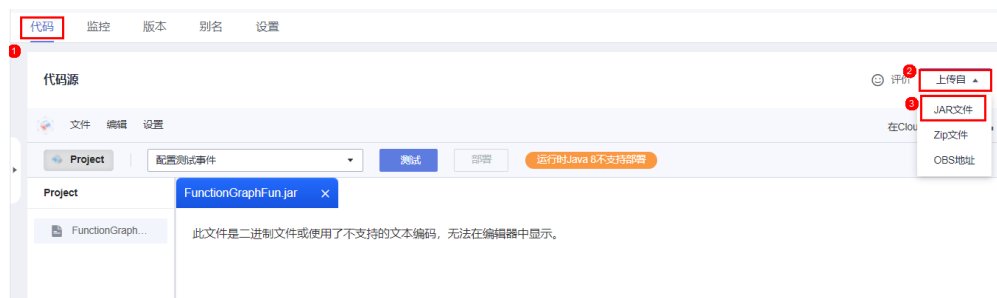 代码 监控 版本 别名 设置
1
代码源
评价 2 上传自
3 JAR文件
文件 编辑 设置
在Clou
Zip文件
Project 配置测试事件 测试 部署 运行时Java 8不支持部署
OBS地址
Project FunctionGraphFun.jar ×
FunctionGraph...
此文件是二进制文件或使用了不支持的文本编码，无法在编辑器中显示。